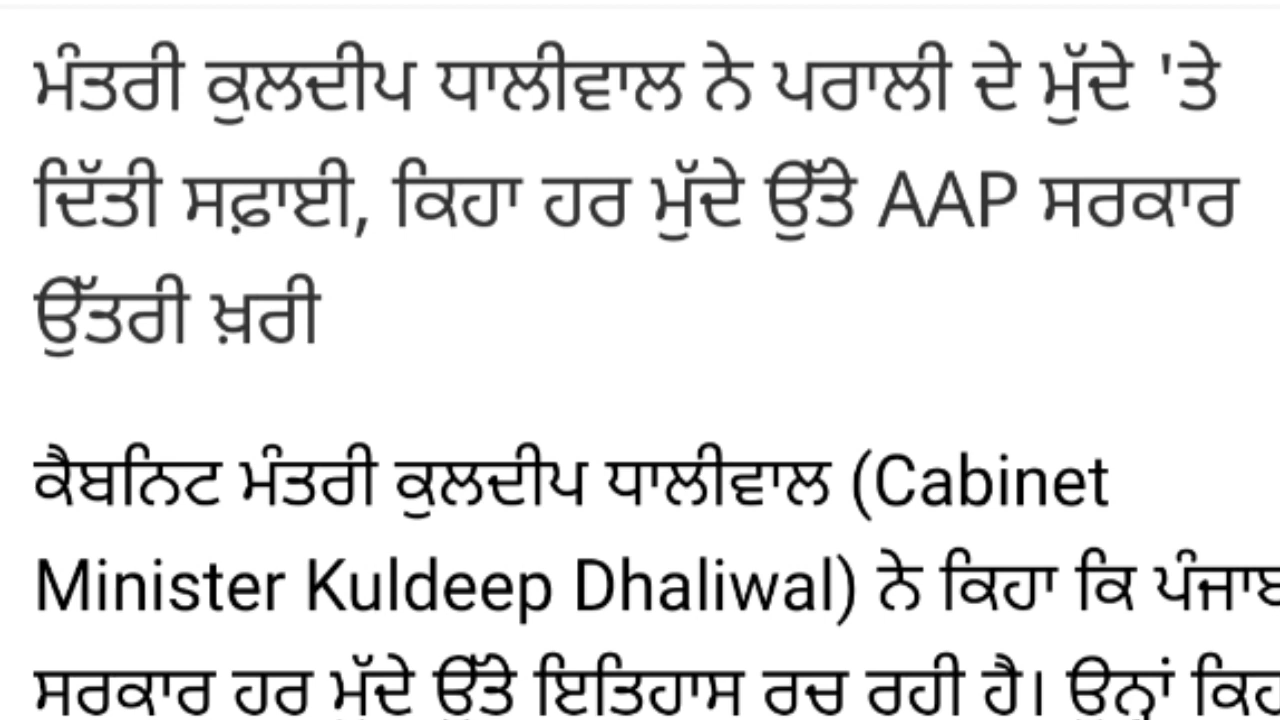 ਮੰਤਰੀ ਕੁਲਦੀਪ ਧਾਲੀਵਾਲ ਨੇ ਪਰਾਲੀ ਦੇ ਮੁੱਦੇ 'ਤੇ
ਦਿੱਤੀ ਸਫ਼ਾਈ, ਕਿਹਾ ਹਰ ਮੁੱਦੇ ਉੱਤੇ AAP ਸਰਕਾਰ
ਉੱਤਰੀ ਖ਼ਰੀ
ਕੈਬਨਿਟ ਮੰਤਰੀ ਕੁਲਦੀਪ ਧਾਲੀਵਾਲ (Cabinet
Minister Kuldeep Dhaliwal) ਨੇ ਕਿਹਾ ਕਿ
ਸਰਕਾਰ ਹਰ ਮੁੱਦੇ ਉੱਤੇ ਇਤਿਹਾਸ ਰਚ ਰਹੀ ਹੈ। ਉਨ੍ਹਾਂ